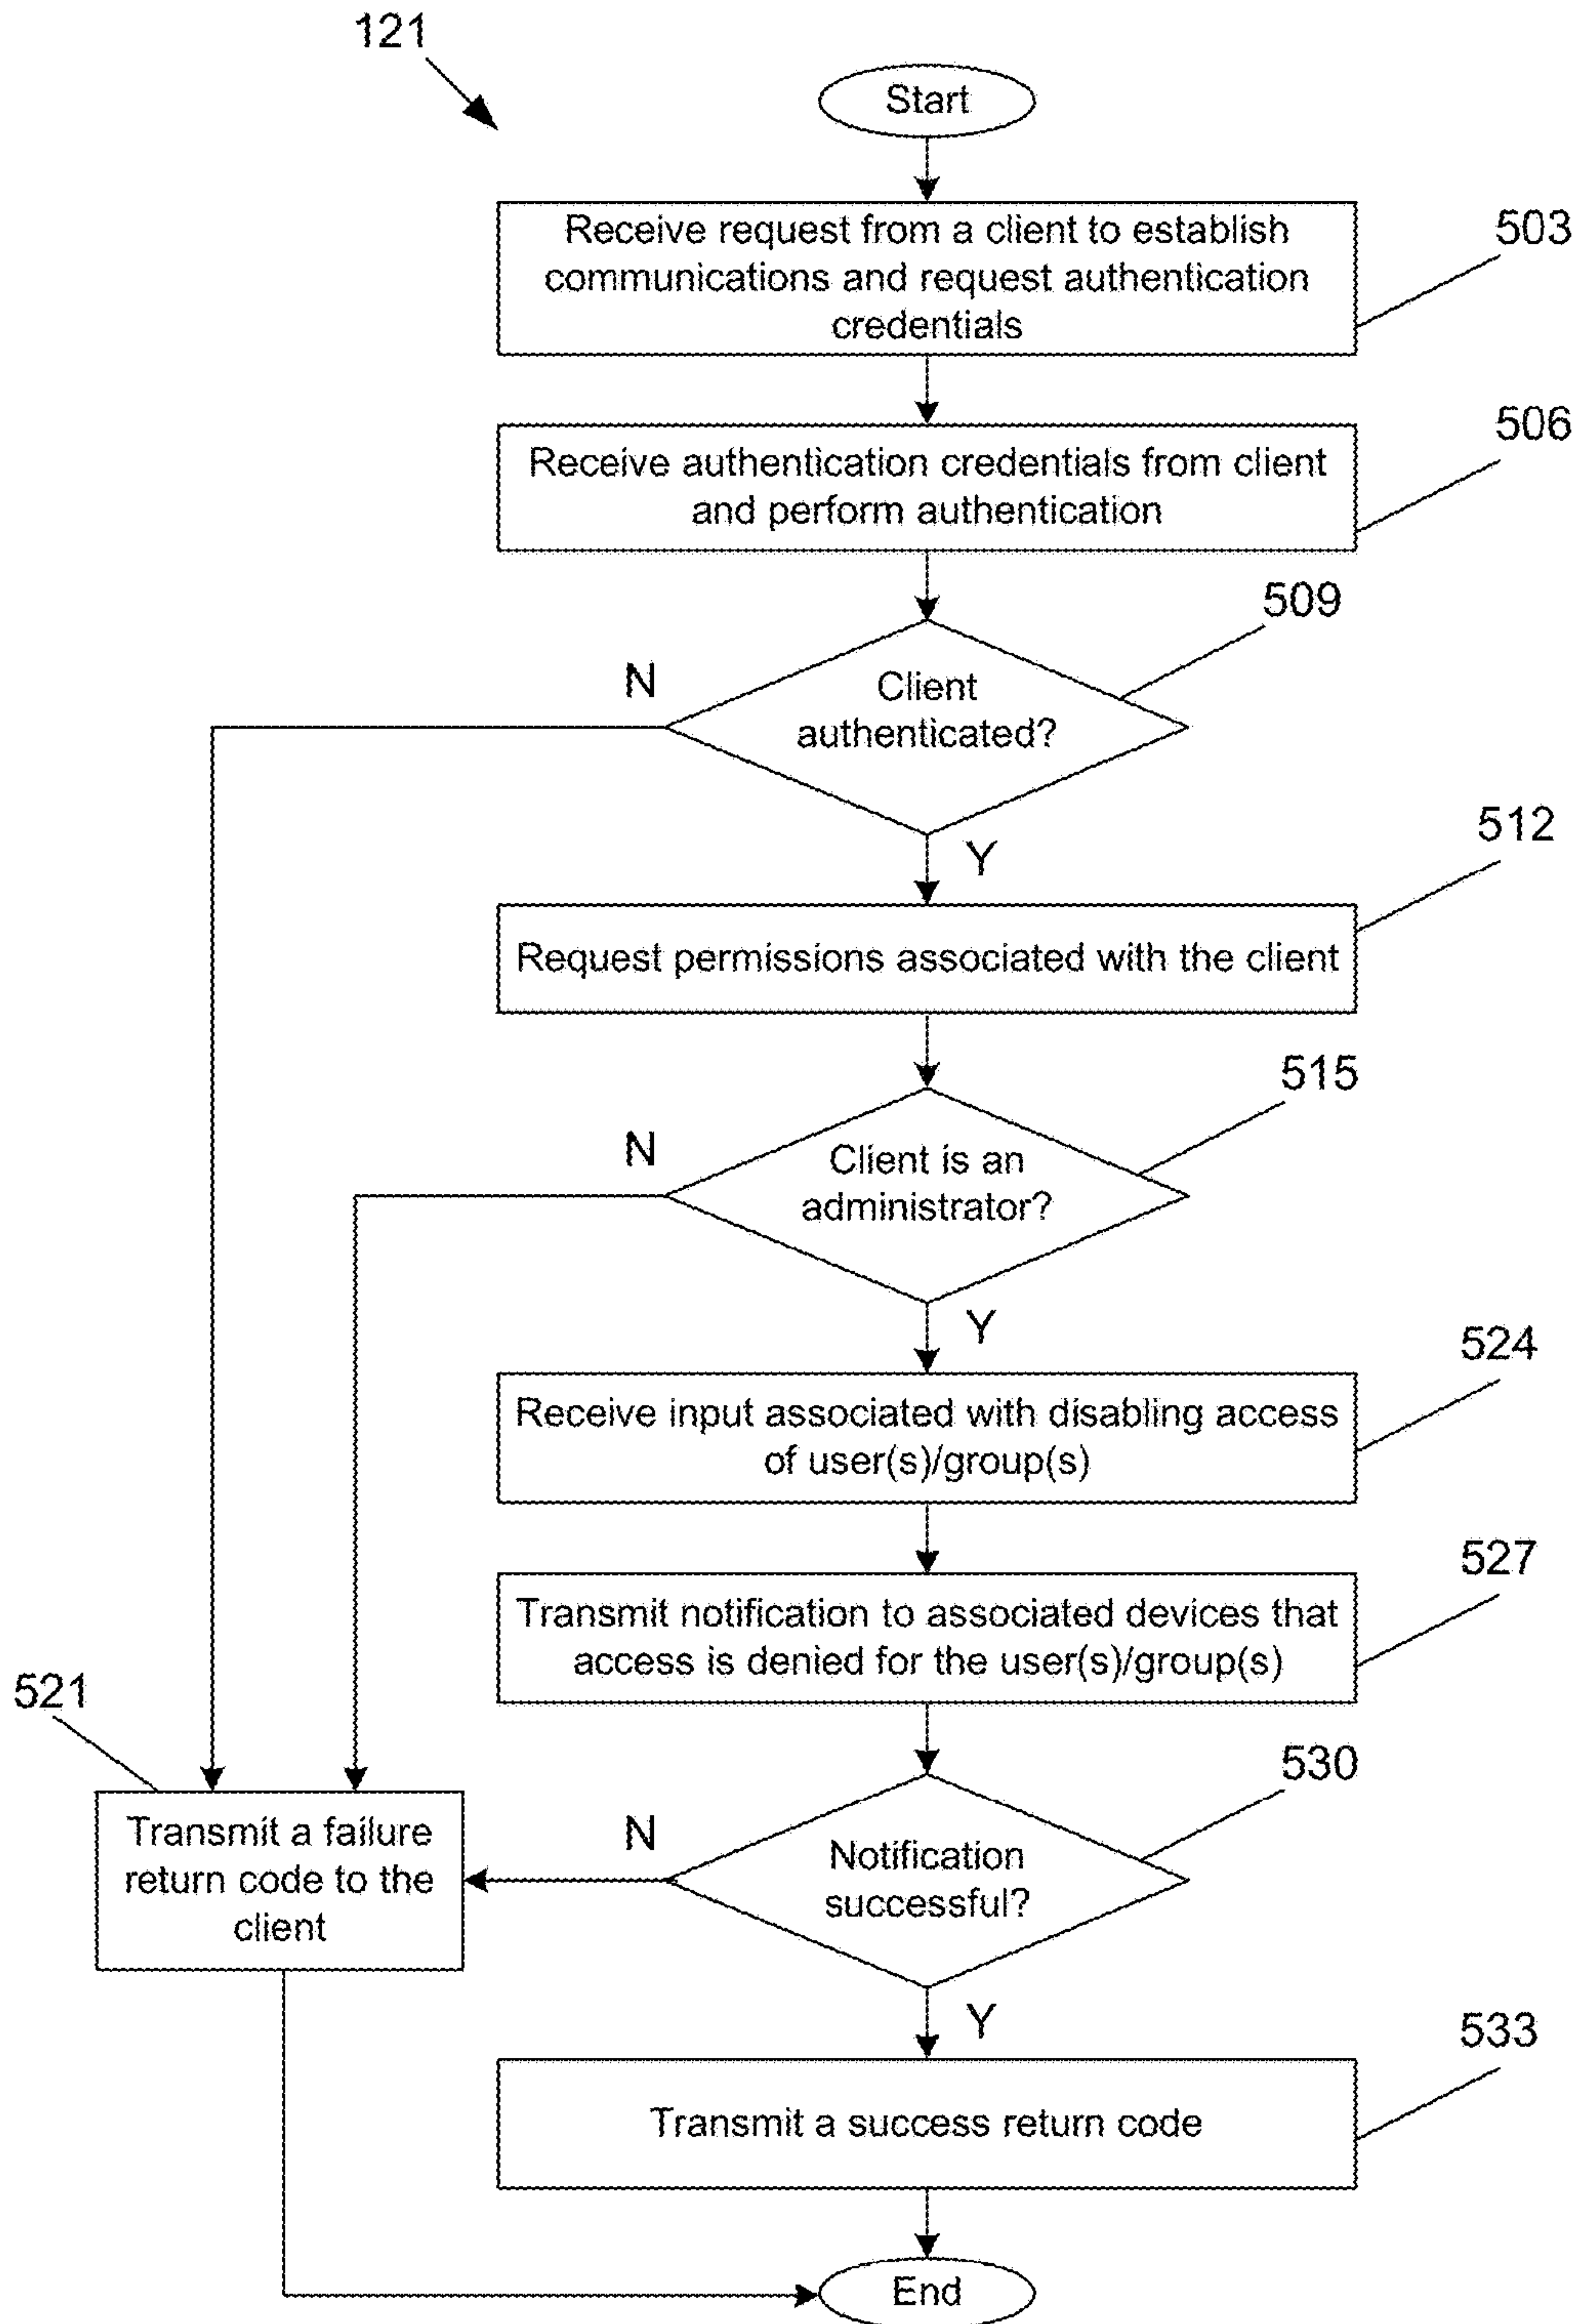 121
Start
Receive request from a client to establish
communications and request authentication
credentials
503
Receive authentication credentials from client
and perform authentication
506
509
N
Client
authenticated?
Y
512
Request permissions associated with the client
515
N
Client is an
administrator?
Y
524
Receive input associated with disabling access
of user(s)/group(s)
527
Transmit notification to associated devices that
access is denied for the user(s)/group(s)
521
530
Transmit a failure
return code to the
client
N
Notification
successful?
Y
533
Transmit a success return code
End